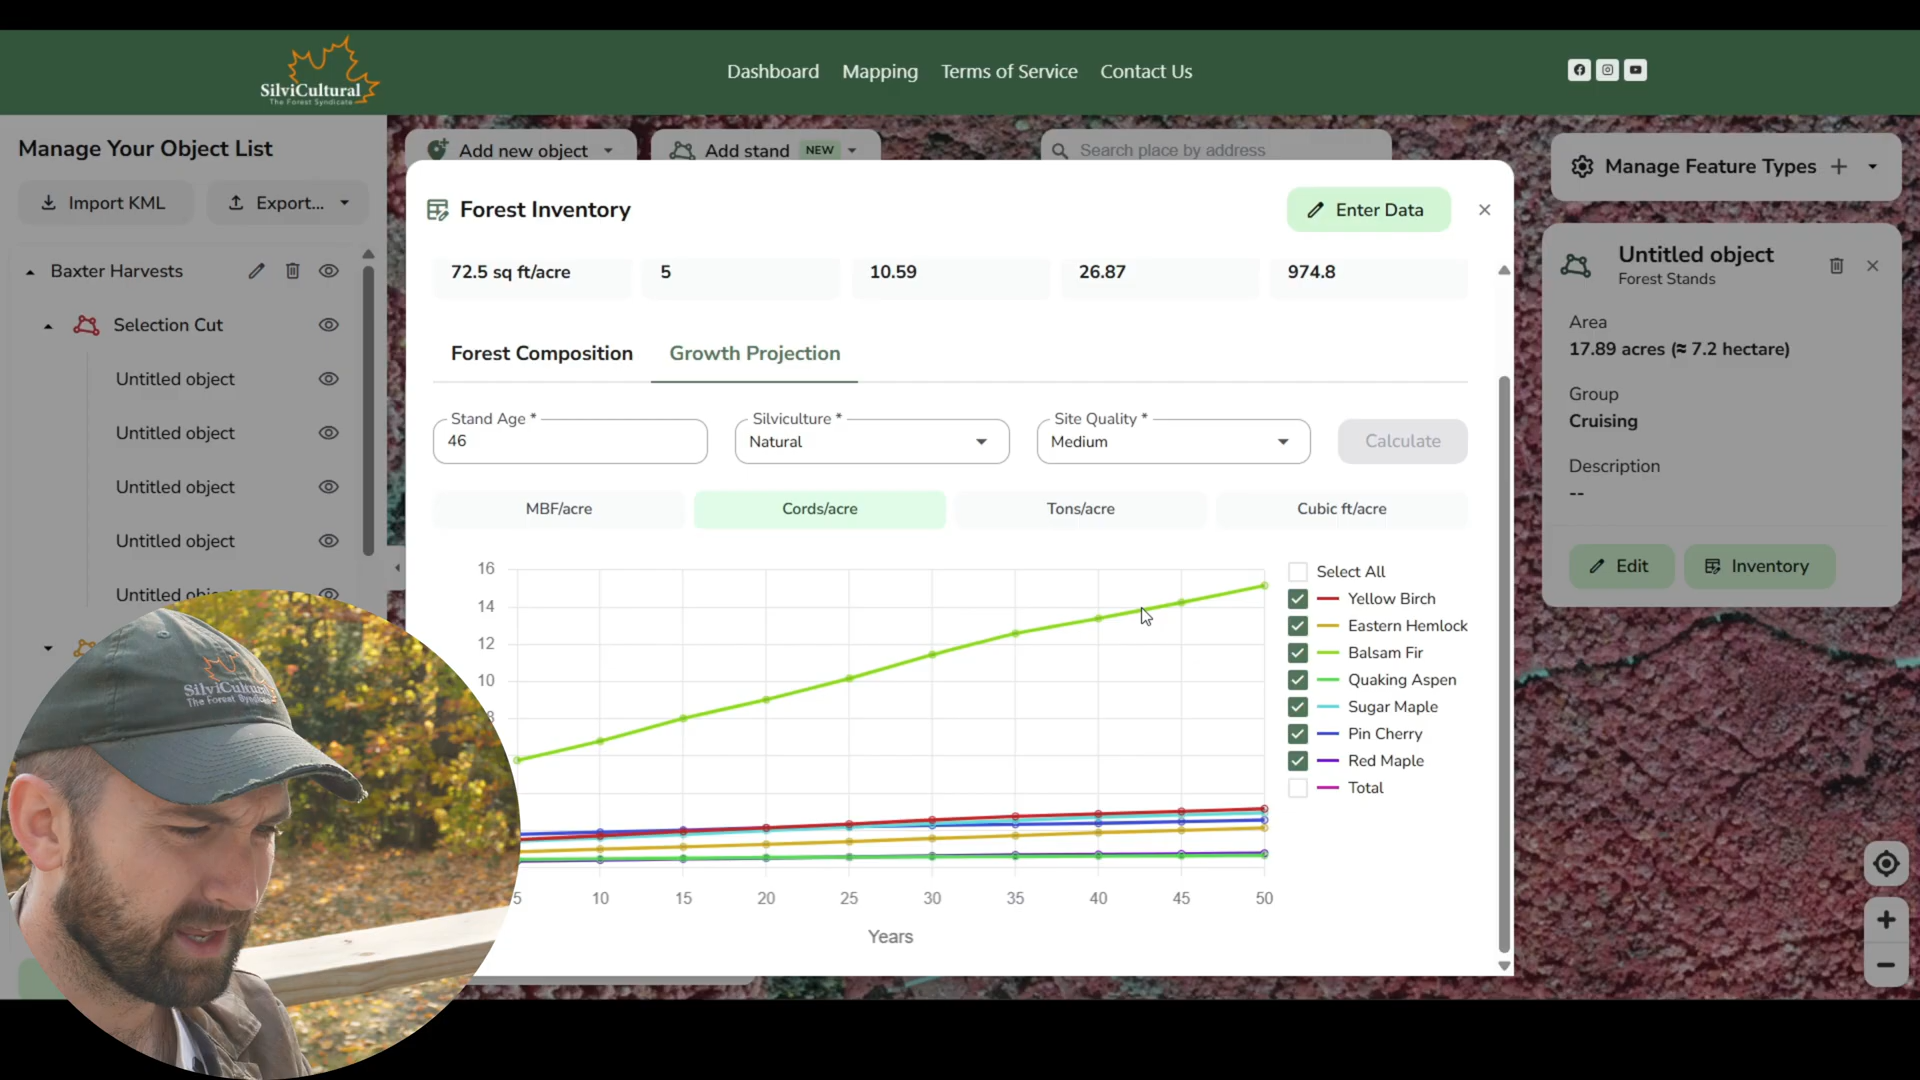 SilviCultural
The Forest Syndicate
Dashboard
Mapping
Terms of Service
Contact Us
Manage Your Object List
Import KML
Export...
Baxter Harvests
Selection Cut
Untitled object
Untitled object
Untitled object
Untitled object
Untitled
Add new object
Add stand NEW
Search place by address
Forest Inventory
Enter Data
72.5 sq ft/acre
5
10.59
26.87
974.8
Forest Composition
Growth Projection
Stand Age *
46
Silviculture *
Natural
Site Quality *
Medium
Calculate
MBF/acre
Cords/acre
Tons/acre
Cubic ft/acre
16
14
12
10
8
5
10
15
20
25
30
35
40
45
50
Years
Select All
Yellow Birch
Eastern Hemlock
Balsam Fir
Quaking Aspen
Sugar Maple
Pin Cherry
Red Maple
Total
Manage Feature Types
Untitled object
Forest Stands
Area
17.89 acres (≈ 7.2 hectare)
Group
Cruising
Description
--
Edit
Inventory
SilviCultural
The Forest Syndicate